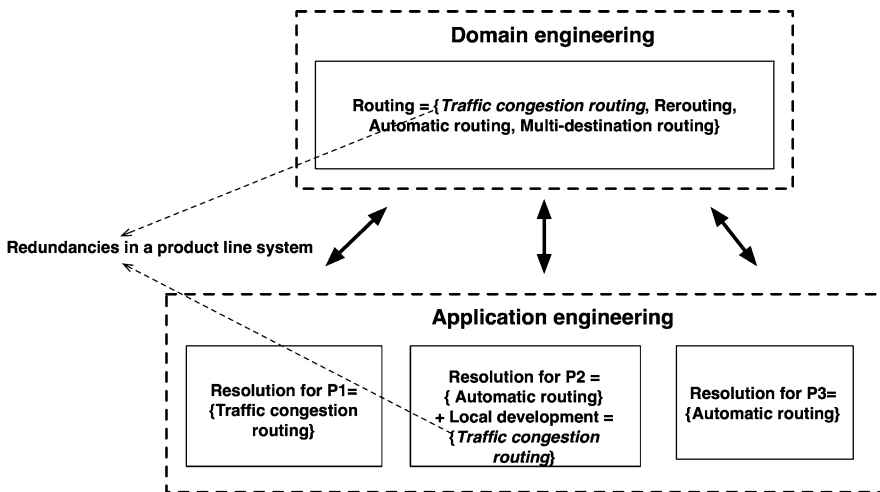 Domain engineering
Routing = {Traffic congestion routing, Rerouting,
Automatic routing, Multi-destination routing}
Redundancies in a product line system
Application engineering
Resolution for P1=
{Traffic congestion
routing}
Resolution for P2 =
{ Automatic routing}
+ Local development =
{Traffic congestion
routing}
Resolution for P3=
{Automatic routing}